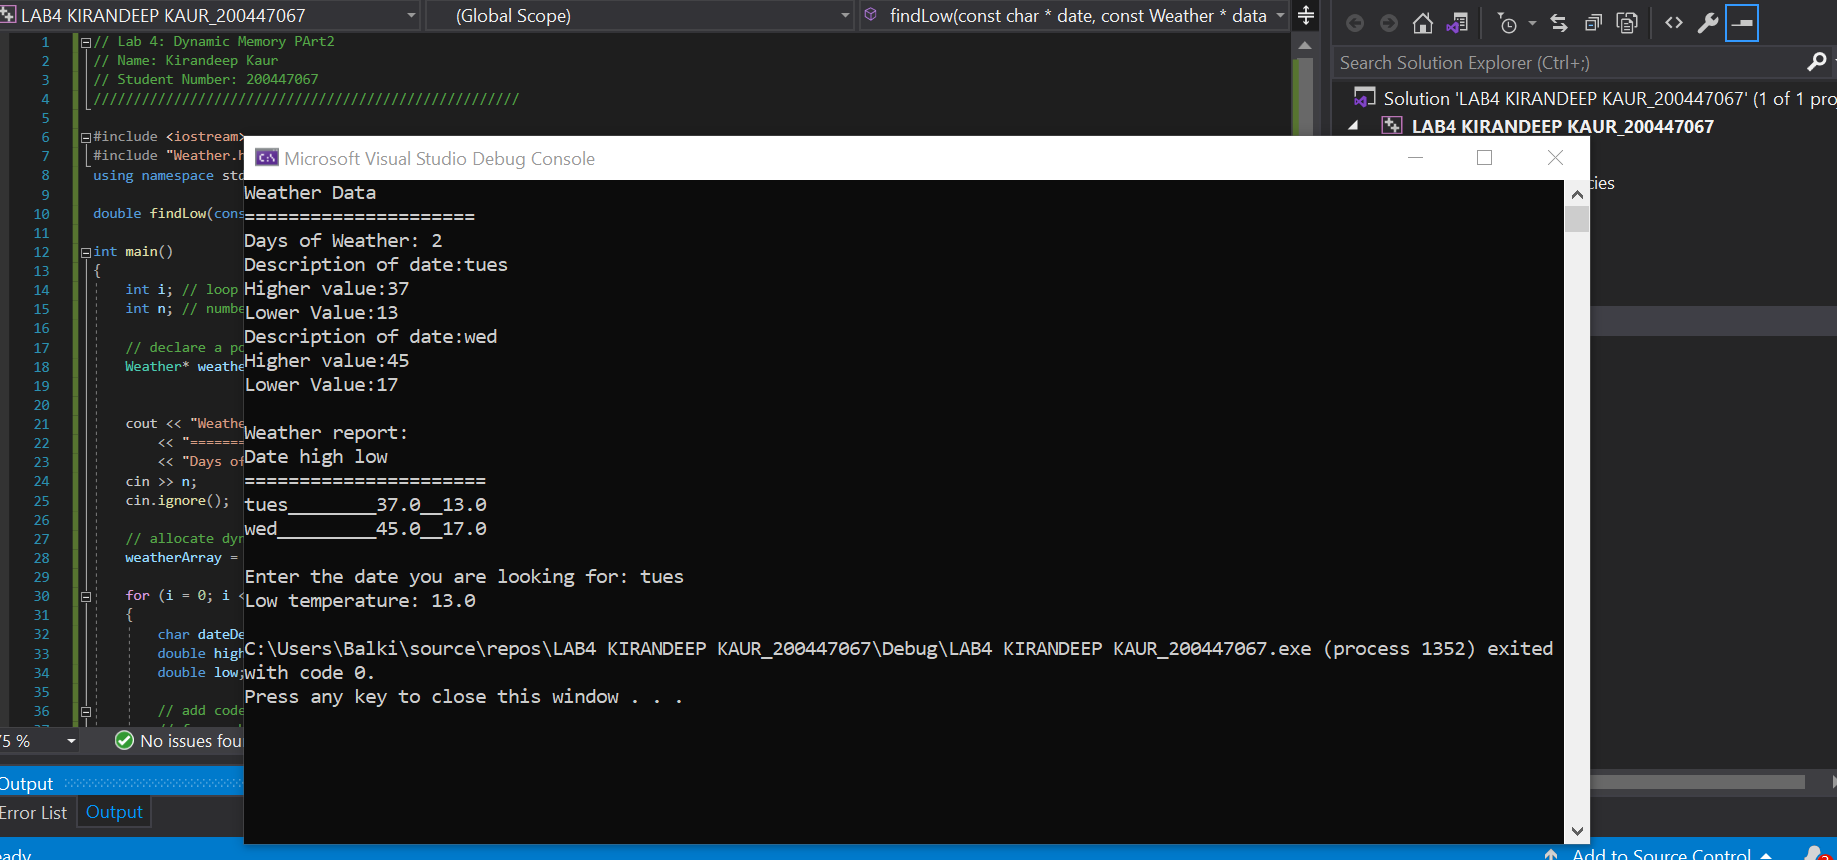 LAB4 KIRANDEEP KAUR_200447067
(Global Scope)
findLow(const char * date, const Weather * data
Search Solution Explorer (Ctrl+;)
Solution 'LAB4 KIRANDEEP KAUR_200447067' (1 of 1 proj
LAB4 KIRANDEEP KAUR_200447067
cies
1 // Lab 4: Dynamic Memory PArt2
2 // Name: Kirandeep Kaur
3 // Student Number: 200447067
4 /////////////////////////////////////////////////////
5
6 #include <iostream>
7 #include "Weather.h
8 using namespace std
9
10 double findLow(cons
11
12 int main()
13 {
14 int i; // loop
15 int n; // numbe
16
17 // declare a po
18 Weather* weathe
19
20
21 cout << "Weathe
22 << "=======
23 << "Days of
24 cin >> n;
25 cin.ignore();
26
27 // allocate dyn
28 weatherArray =
29
30 for (i = 0; i <
31 {
32 char dateDe
33 double high
34 double low;
35
36 // add code
Microsoft Visual Studio Debug Console
Weather Data
=====================
Days of Weather: 2
Description of date:tues
Higher value:37
Lower Value:13
Description of date:wed
Higher value:45
Lower Value:17
Weather report:
Date high low
======================
tues________37.0__13.0
wed_________45.0__17.0
Enter the date you are looking for: tues
Low temperature: 13.0
C:\Users\Balki\source\repos\LAB4 KIRANDEEP KAUR_200447067\Debug\LAB4 KIRANDEEP KAUR_200447067.exe (process 1352) exited
with code 0.
Press any key to close this window . . .
75 %
No issues fou
Output
Error List
Output
eady
Add to Source Control